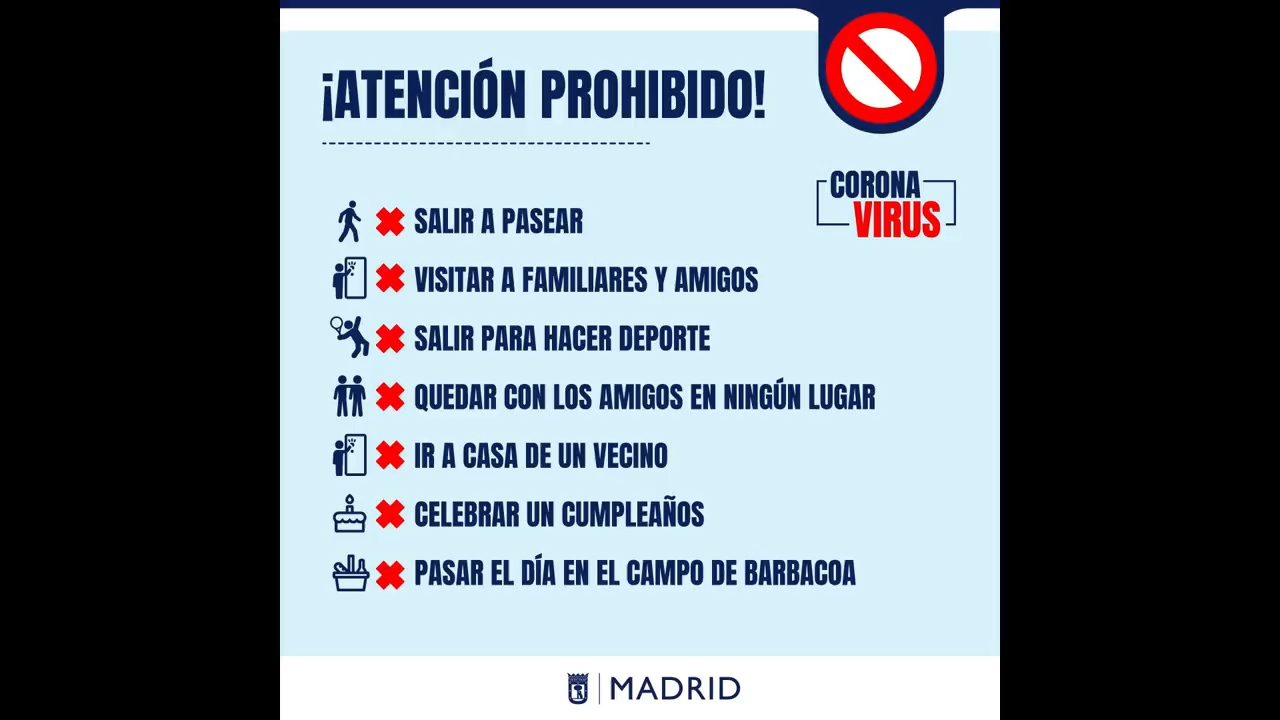 ¡ATENCIÓN PROHIBIDO!
CORONA
VIRUS
SALIR A PASEAR
VISITAR A FAMILIARES Y AMIGOS
SALIR PARA HACER DEPORTE
QUEDAR CON LOS AMIGOS EN NINGÚN LUGAR
IR A CASA DE UN VECINO
CELEBRAR UN CUMPLEAÑOS
PASAR EL DÍA EN EL CAMPO DE BARBACOA
MADRID